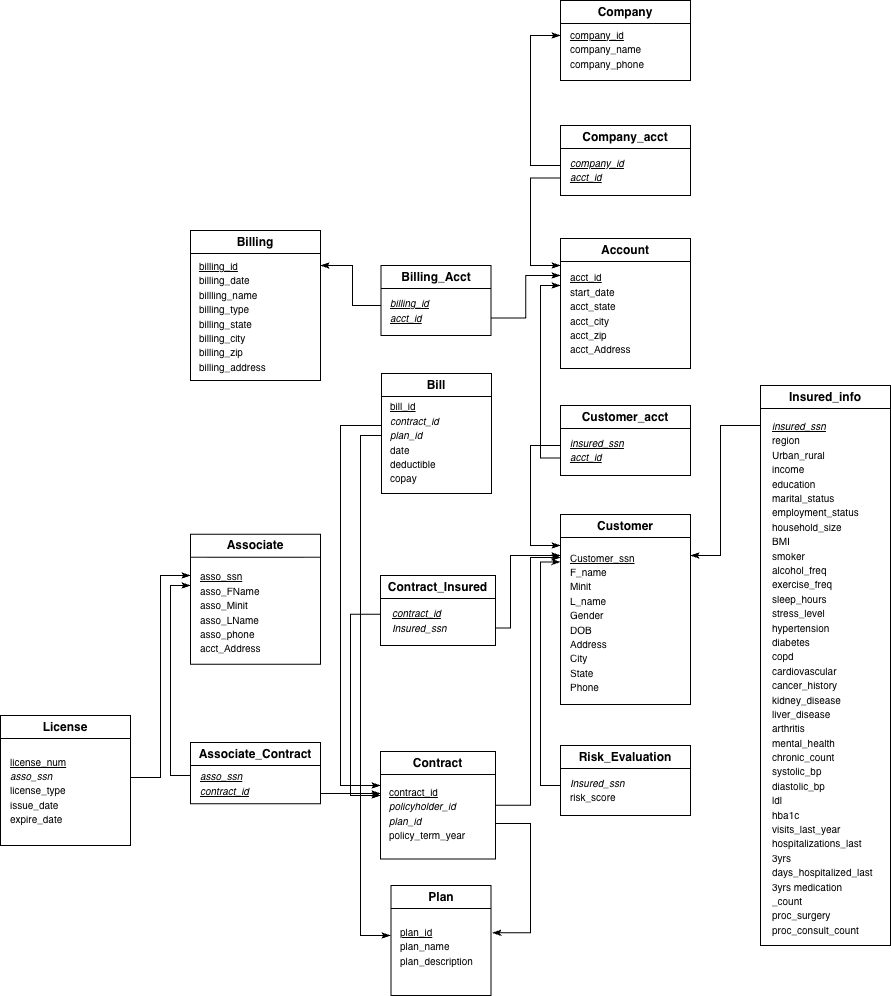 Company
company_id
company_name
company_phone
Company_acct
company_id
acct_id
Billing
billing_id
billing_date
billling_name
billing_type
billing_state
billing_city
billing_zip
billing_address
Billing_Acct
billing_id
acct_id
Account
acct_id
start_date
acct_state
acct_city
acct_zip
acct_Address
Bill
bill_id
contract_id
plan_id
date
deductible
copay
Customer_acct
insured_ssn
acct_id
Insured_info
insured_ssn
region
Urban_rural
income
education
marital_status
employment_status
household_size
BMI
smoker
alcohol_freq
exercise_freq
sleep_hours
stress_level
hypertension
diabetes
copd
cardiovascular
cancer_history
kidney_disease
liver_disease
arthritis
mental_health
chronic_count
systolic_bp
diastolic_bp
ldl
hba1c
visits_last_year
hospitalizations_last
3yrs
days_hospitalized_last
3yrs medication
_count
proc_surgery
proc_consult_count
Associate
asso_ssn
asso_FName
asso_Minit
asso_LName
asso_phone
acct_Address
Contract_Insured
contract_id
Insured_ssn
Customer
Customer_ssn
F_name
Minit
L_name
Gender
DOB
Address
City
State
Phone
License
license_num
asso_ssn
license_type
issue_date
expire_date
Associate_Contract
asso_ssn
contract_id
Contract
contract_id
policyholder_id
plan_id
policy_term_year
Risk_Evaluation
Insured_ssn
risk_score
Plan
plan_id
plan_name
plan_description